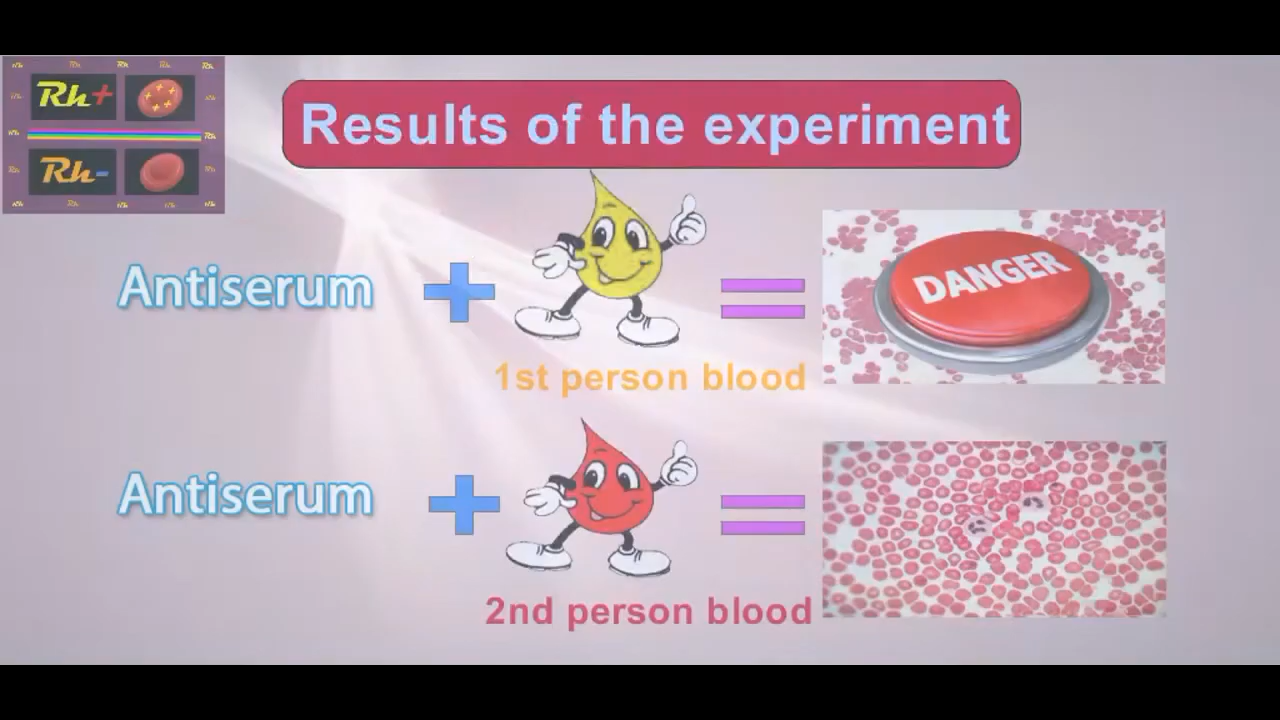 Rh+
Rh-
Results of the experiment
Antiserum
DANGER
1st person blood
Antiserum
2nd person blood